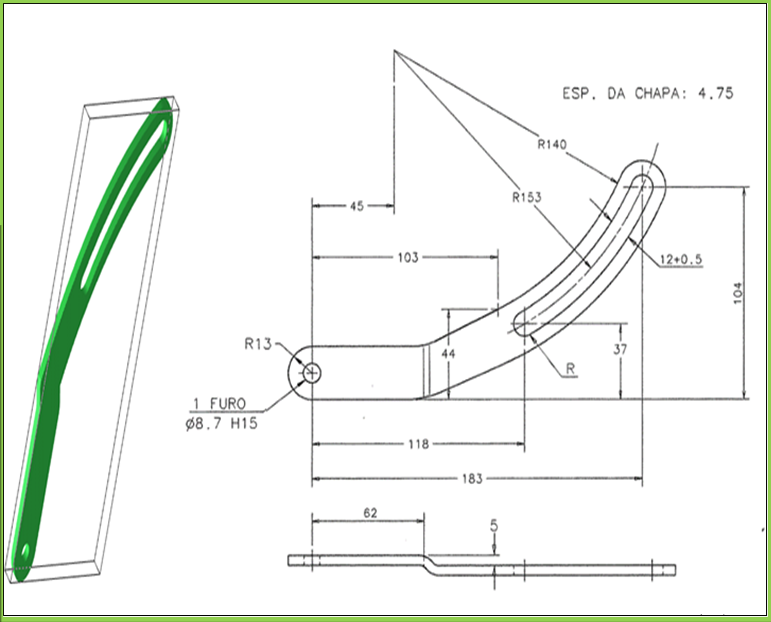 ESP. DA CHAPA: 4.75
R140
R153
45
103
12+0.5
104
R13
44
37
R
1 FURO
Ø8.7 H15
118
183
62
5